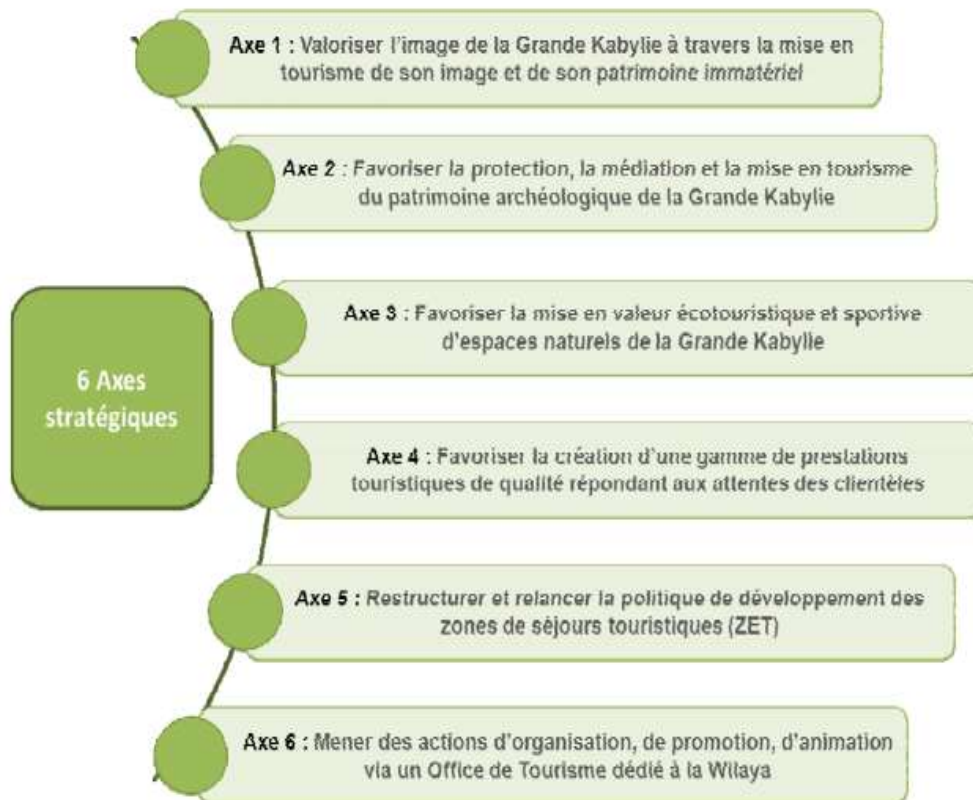 Axe 1 : Valoriser l'image de la Grande Kabylie à travers la mise en
tourisme de son image et de son patrimoine immatériel
Axe 2 : Favoriser la protection, la médiation et la mise en tourisme
du patrimoine archéologique de la Grande Kabylie
Axe 3 : Favoriser la mise en valeur écotouristique et sportive
d'espaces naturels de la Grande Kabylie
6 Axes
stratégiques
Axe 4 : Favoriser la création d'une gamme de prestations
touristiques de qualité répondant aux attentes des clientèles
Axe 5 : Restructurer et relancer la politique de développement des
zones de séjours touristiques (ZET)
Axe 6 : Mener des actions d'organisation, de promotion, d'animation
via un Office de Tourisme dédié à la Wilaya